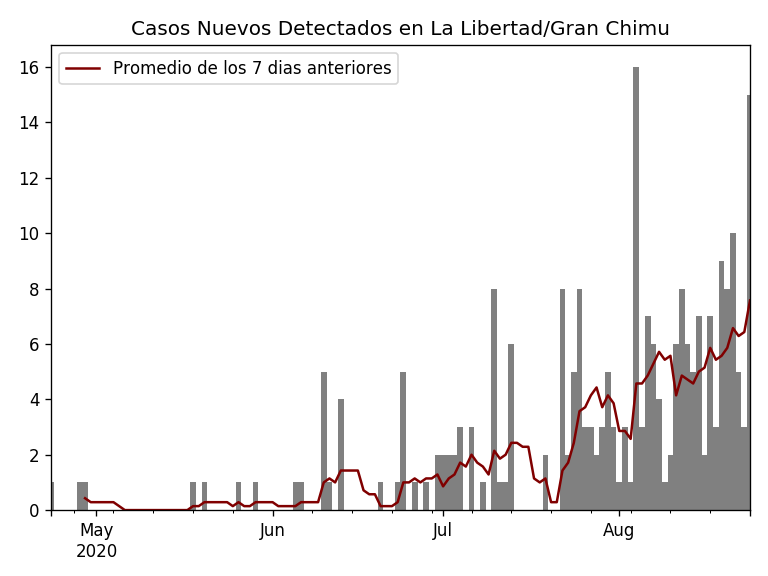 Casos Nuevos Detectados en La Libertad/Gran Chimu
Promedio de los 7 dias anteriores
16
14
12
10
8
6
4
2
0
May
2020
Jun
Jul
Aug